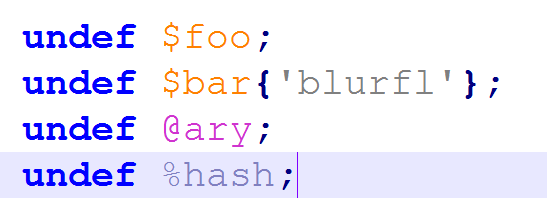 undef $foo;
undef $bar{'blurfl'};
undef @ary;
undef %hash;